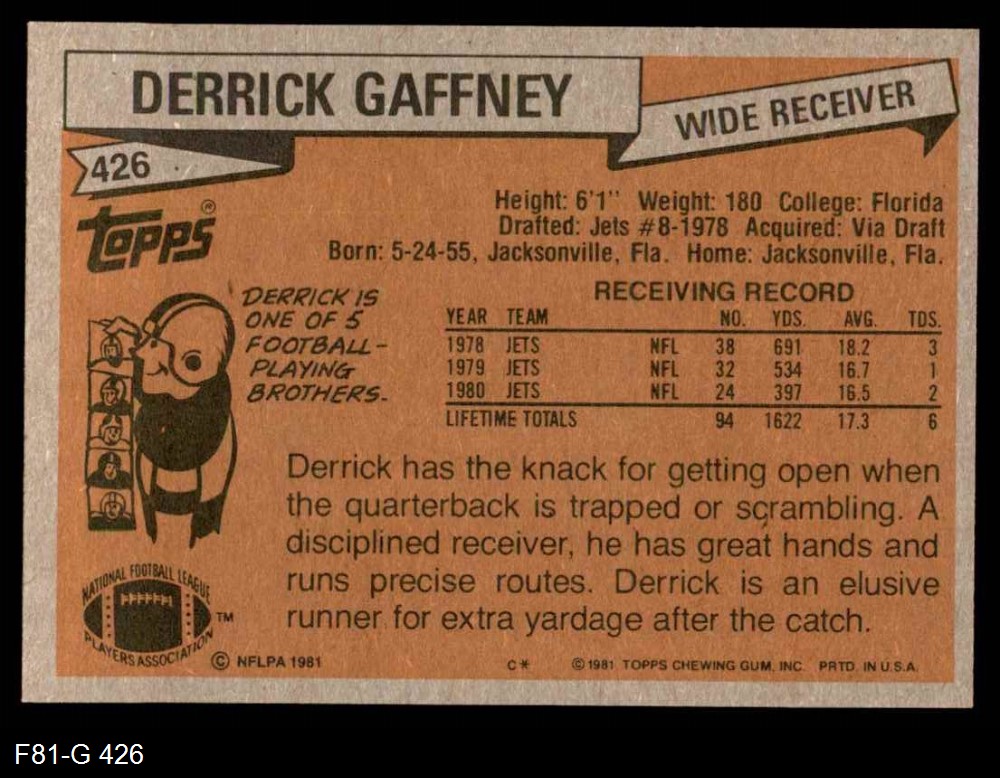 DERRICK GAFFNEY
WIDE RECEIVER
426
TOPPS®
Height: 6'1" Weight: 180 College: Florida
Drafted: Jets #8-1978 Acquired: Via Draft
Born: 5-24-55, Jacksonville, Fla. Home: Jacksonville, Fla.
DERRICK IS
ONE OF 5
FOOTBALL-
PLAYING
BROTHERS.
RECEIVING RECORD
YEAR TEAM NO. YDS. AVG. TDS.
1978 JETS NFL 38 691 18.2 3
1979 JETS NFL 32 534 16.7 1
1980 JETS NFL 24 397 16.5 2
LIFETIME TOTALS 94 1622 17.3 6
Derrick has the knack for getting open when
the quarterback is trapped or scrambling. A
disciplined receiver, he has great hands and
runs precise routes. Derrick is an elusive
runner for extra yardage after the catch.
NATIONAL FOOTBALL LEAGUE
PLAYERS ASSOCIATION
TM
© NFLPA 1981
C* © 1981 TOPPS CHEWING GUM, INC. PRTD. IN U.S.A.
F81-G 426